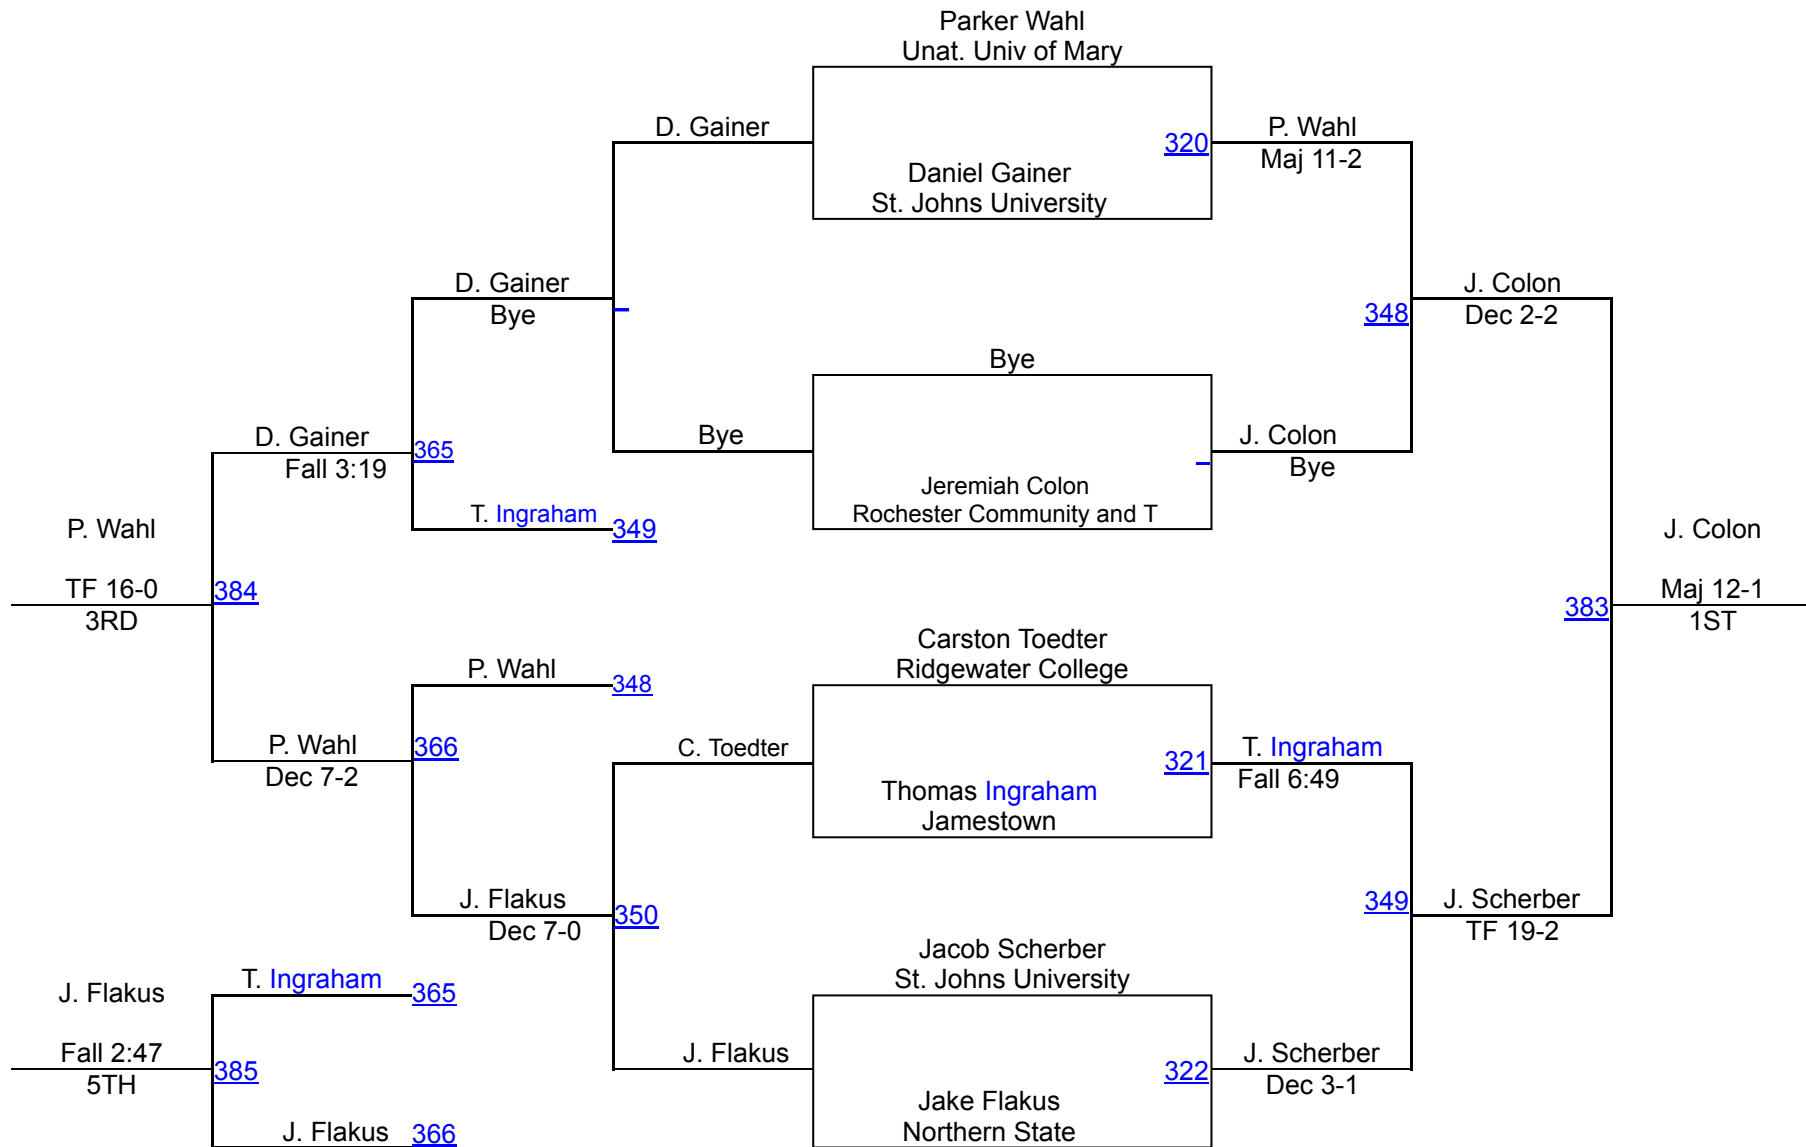 Parker Wahl
Unat. Univ of Mary
D. Gainer
320
P. Wahl
Maj 11-2
Daniel Gainer
St. Johns University
D. Gainer
Bye
348
J. Colon
Dec 2-2
Bye
D. Gainer
Fall 3:19
365
Bye
J. Colon
Bye
Jeremiah Colon
Rochester Community and T
T. Ingraham
349
P. Wahl
J. Colon
TF 16-0
3RD
384
383
Maj 12-1
1ST
Carston Toedter
Ridgewater College
P. Wahl
348
P. Wahl
Dec 7-2
366
C. Toedter
321
T. Ingraham
Fall 6:49
Thomas Ingraham
Jamestown
J. Flakus
Dec 7-0
350
349
J. Scherber
TF 19-2
Jacob Scherber
St. Johns University
J. Flakus
T. Ingraham
365
Fall 2:47
5TH
385
J. Flakus
322
J. Scherber
Dec 3-1
Jake Flakus
Northern State
J. Flakus
366